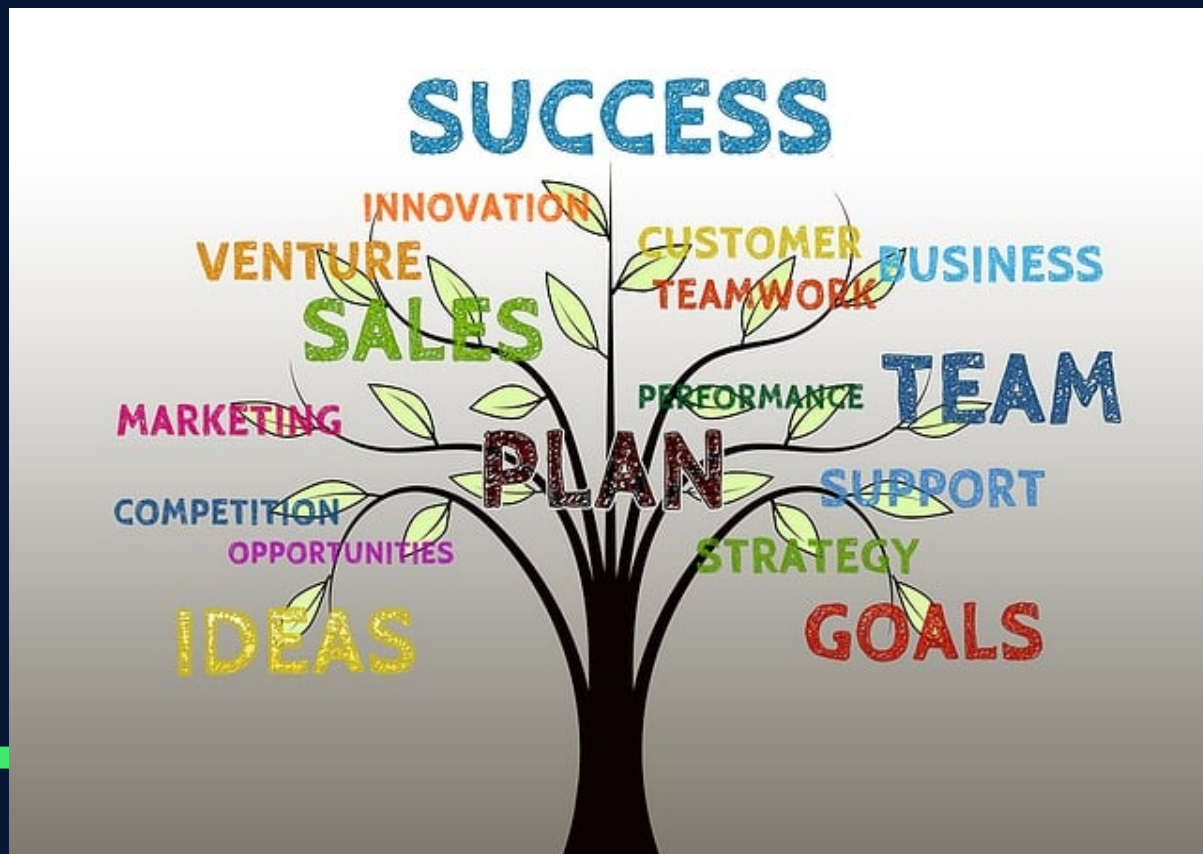 SUCCESS
INNOVATION
CUSTOMER
VENTURE
BUSINESS
TEAMWORK
SALES
TEAM
PERFORMANCE
MARKETING
PLAN
SUPPORT
COMPETITION
OPPORTUNITIES
STRATEGY
IDEAS
GOALS